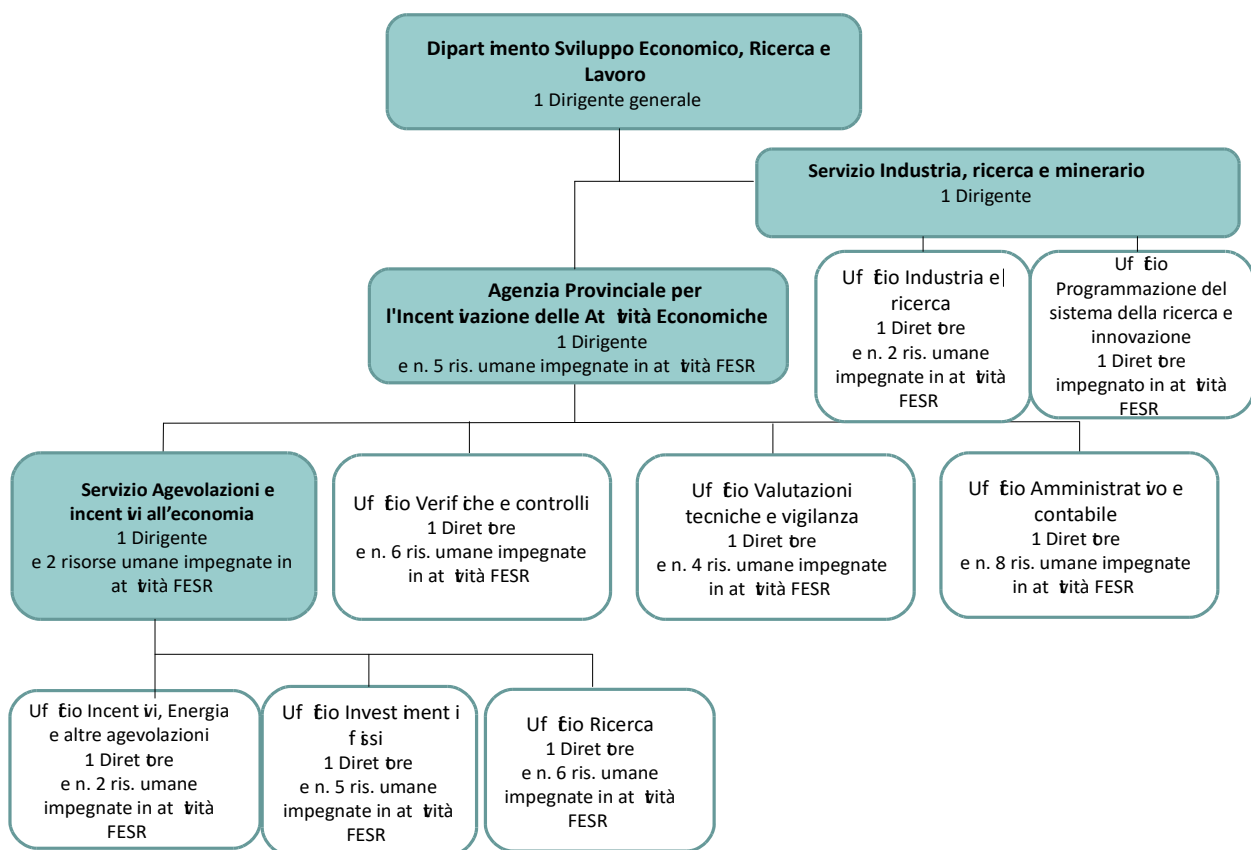 Dipartimento Sviluppo Economico, Ricerca e
Lavoro
1 Dirigente generale
Servizio Industria, ricerca e minerario
1 Dirigente
Agenzia Provinciale per
l'Incentivazione delle Attività Economiche
1 Dirigente
e n. 5 ris. umane impegnate in attività FESR
Ufficio Industria e
ricerca
1 Direttore
e n. 2 ris. umane
impegnate in attività
FESR
Ufficio
Programmazione del
sistema della ricerca e
innovazione
1 Direttore
impegnato in attività
FESR
Servizio Agevolazioni e
incentivi all’economia
1 Dirigente
e 2 risorse umane impegnate in
attività FESR
Ufficio Verifiche e controlli
1 Direttore
e n. 6 ris. umane impegnate
in attività FESR
Ufficio Valutazioni
tecniche e vigilanza
1 Direttore
e n. 4 ris. umane impegnate
in attività FESR
Ufficio Amministrativo e
contabile
1 Direttore
e n. 8 ris. umane impegnate
in attività FESR
Ufficio Incentivi, Energia
e altre agevolazioni
1 Direttore
e n. 2 ris. umane
impegnate in attività
FESR
Ufficio Investimenti
fissi
1 Direttore
e n. 5 ris. umane
impegnate in attività
FESR
Ufficio Ricerca
1 Direttore
e n. 6 ris. umane
impegnate in attività
FESR